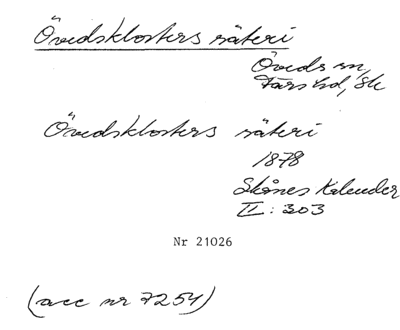 Övedsklosters säteri
Öveds sn,
Färs hd, Sk
Övedsklosters säteri
1878
Skånes Kalender
II: 303
Nr 21026
(acc nr 7254)